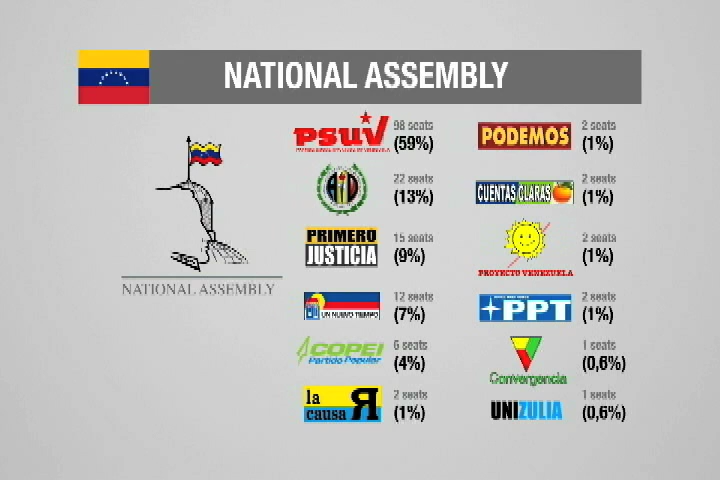 NATIONAL ASSEMBLY
NATIONAL ASSEMBLY
PSUV
98 seats
(59%)
AD
22 seats
(13%)
PRIMERO
JUSTICIA
15 seats
(9%)
UN NUEVO TIEMPO
12 seats
(7%)
COPEI
Partido Popular
6 seats
(4%)
la
causa R
2 seats
(1%)
PODEMOS
2 seats
(1%)
CUENTAS CLARAS
2 seats
(1%)
PROYECTO VENEZUELA
2 seats
(1%)
PPT
2 seats
(1%)
Convergencia
1 seats
(0,6%)
UNIZULIA
1 seats
(0,6%)